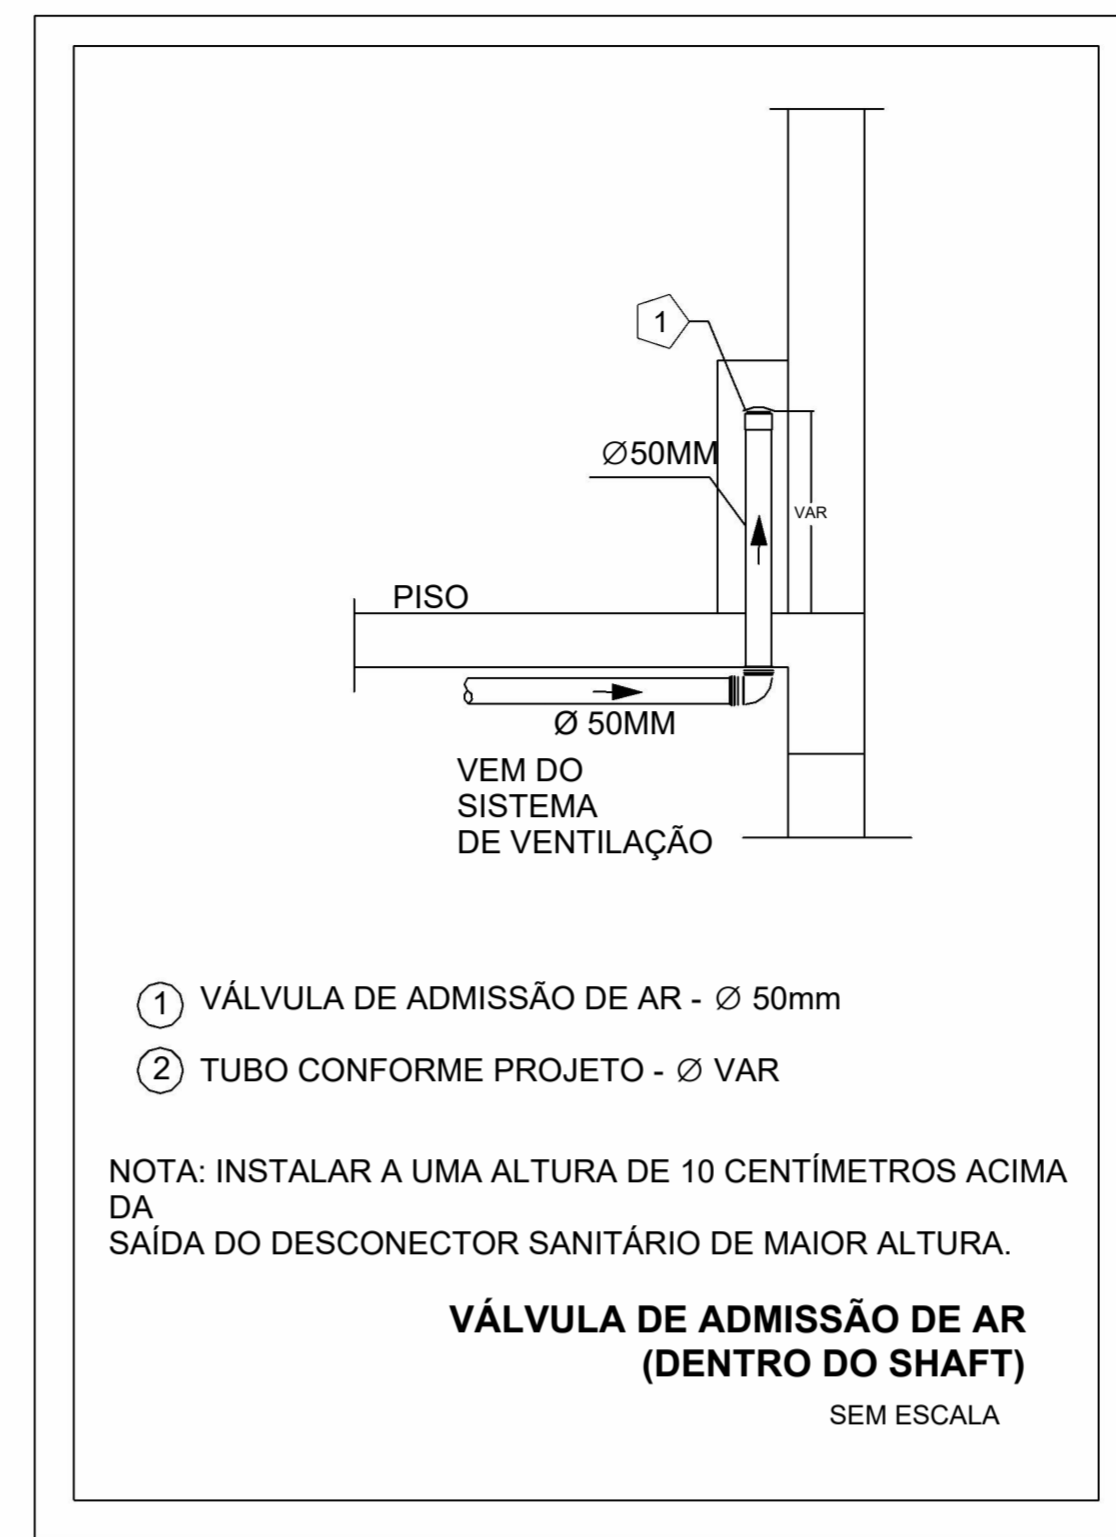 1
∅50MM
VAR
PISO
Ø 50MM
VEM DO
SISTEMA
DE VENTILAÇÃO
1 VÁLVULA DE ADMISSÃO DE AR - ∅ 50mm
2 TUBO CONFORME PROJETO - ∅ VAR
NOTA: INSTALAR A UMA ALTURA DE 10 CENTÍMETROS ACIMA
DA
SAÍDA DO DESCONECTOR SANITÁRIO DE MAIOR ALTURA.
VÁLVULA DE ADMISSÃO DE AR
(DENTRO DO SHAFT)
SEM ESCALA